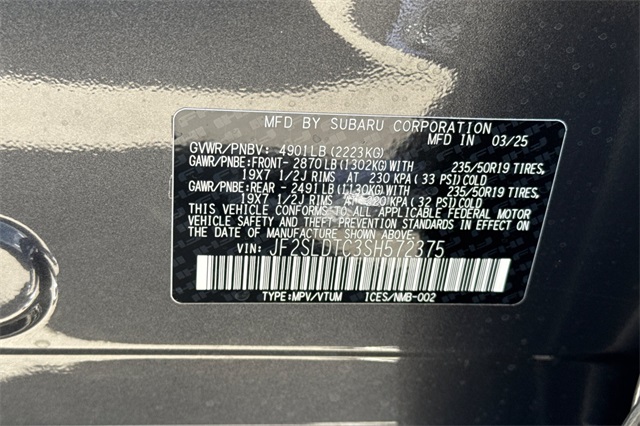 MFD BY SUBARU CORPORATION
MFD IN 03/25
GVWR/PNBV: 4901LB(2223KG)
GAWR/PNBE:FRONT- 2870LB(1302KG)WITH 235/50R19 TIRES,
19X7 1/2J RIMS AT 230 KPA(33 PSI)COLD
GAWR/PNBE:REAR - 2491LB(1130KG)WITH 235/50R19 TIRES,
19X7 1/2J RIMS AT 220 KPA(32 PSI)COLD
THIS VEHICLE CONFORMS TO ALL APPLICABLE FEDERAL MOTOR
VEHICLE SAFETY AND THEFT PREVENTION STANDARDS IN EFFECT ON
THE DATE OF MANUFACTURE SHOWN ABOVE.
VIN: JF2SLDTC3SH572375
TYPE:MPV/VTUM ICES/NMB-002